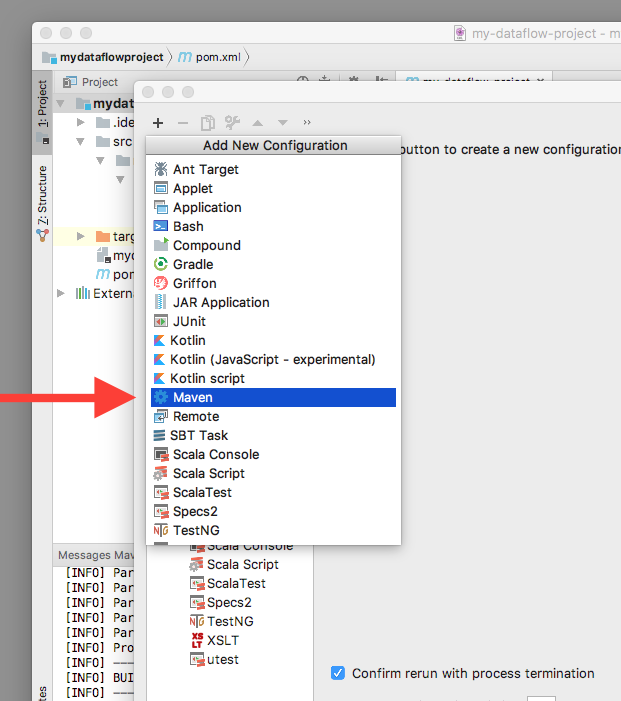 my-dataflow-project - m
mydataflowproject pom.xml
Project
my-dataflow-project
1: Project
7: Structure
mydat
.ide
src
targ
myd
pom
Externa
Add New Configuration
button to create a new configuration
Ant Target
Applet
Application
Bash
Compound
Gradle
Griffon
JAR Application
JUnit
Kotlin
Kotlin (JavaScript - experimental)
Kotlin script
Maven
Remote
SBT Task
Scala Console
Scala Script
ScalaTest
Specs2
TestNG
Scala Console
Scala Script
ScalaTest
Specs2
TestNG
XSLT
utest
Confirm rerun with process termination
Messages Mav
[INFO] Par
[INFO] Par
[INFO] Par
[INFO] Par
[INFO] Par
[INFO] Pro
[INFO] ---
[INFO] BUI
[INFO] ---
tes